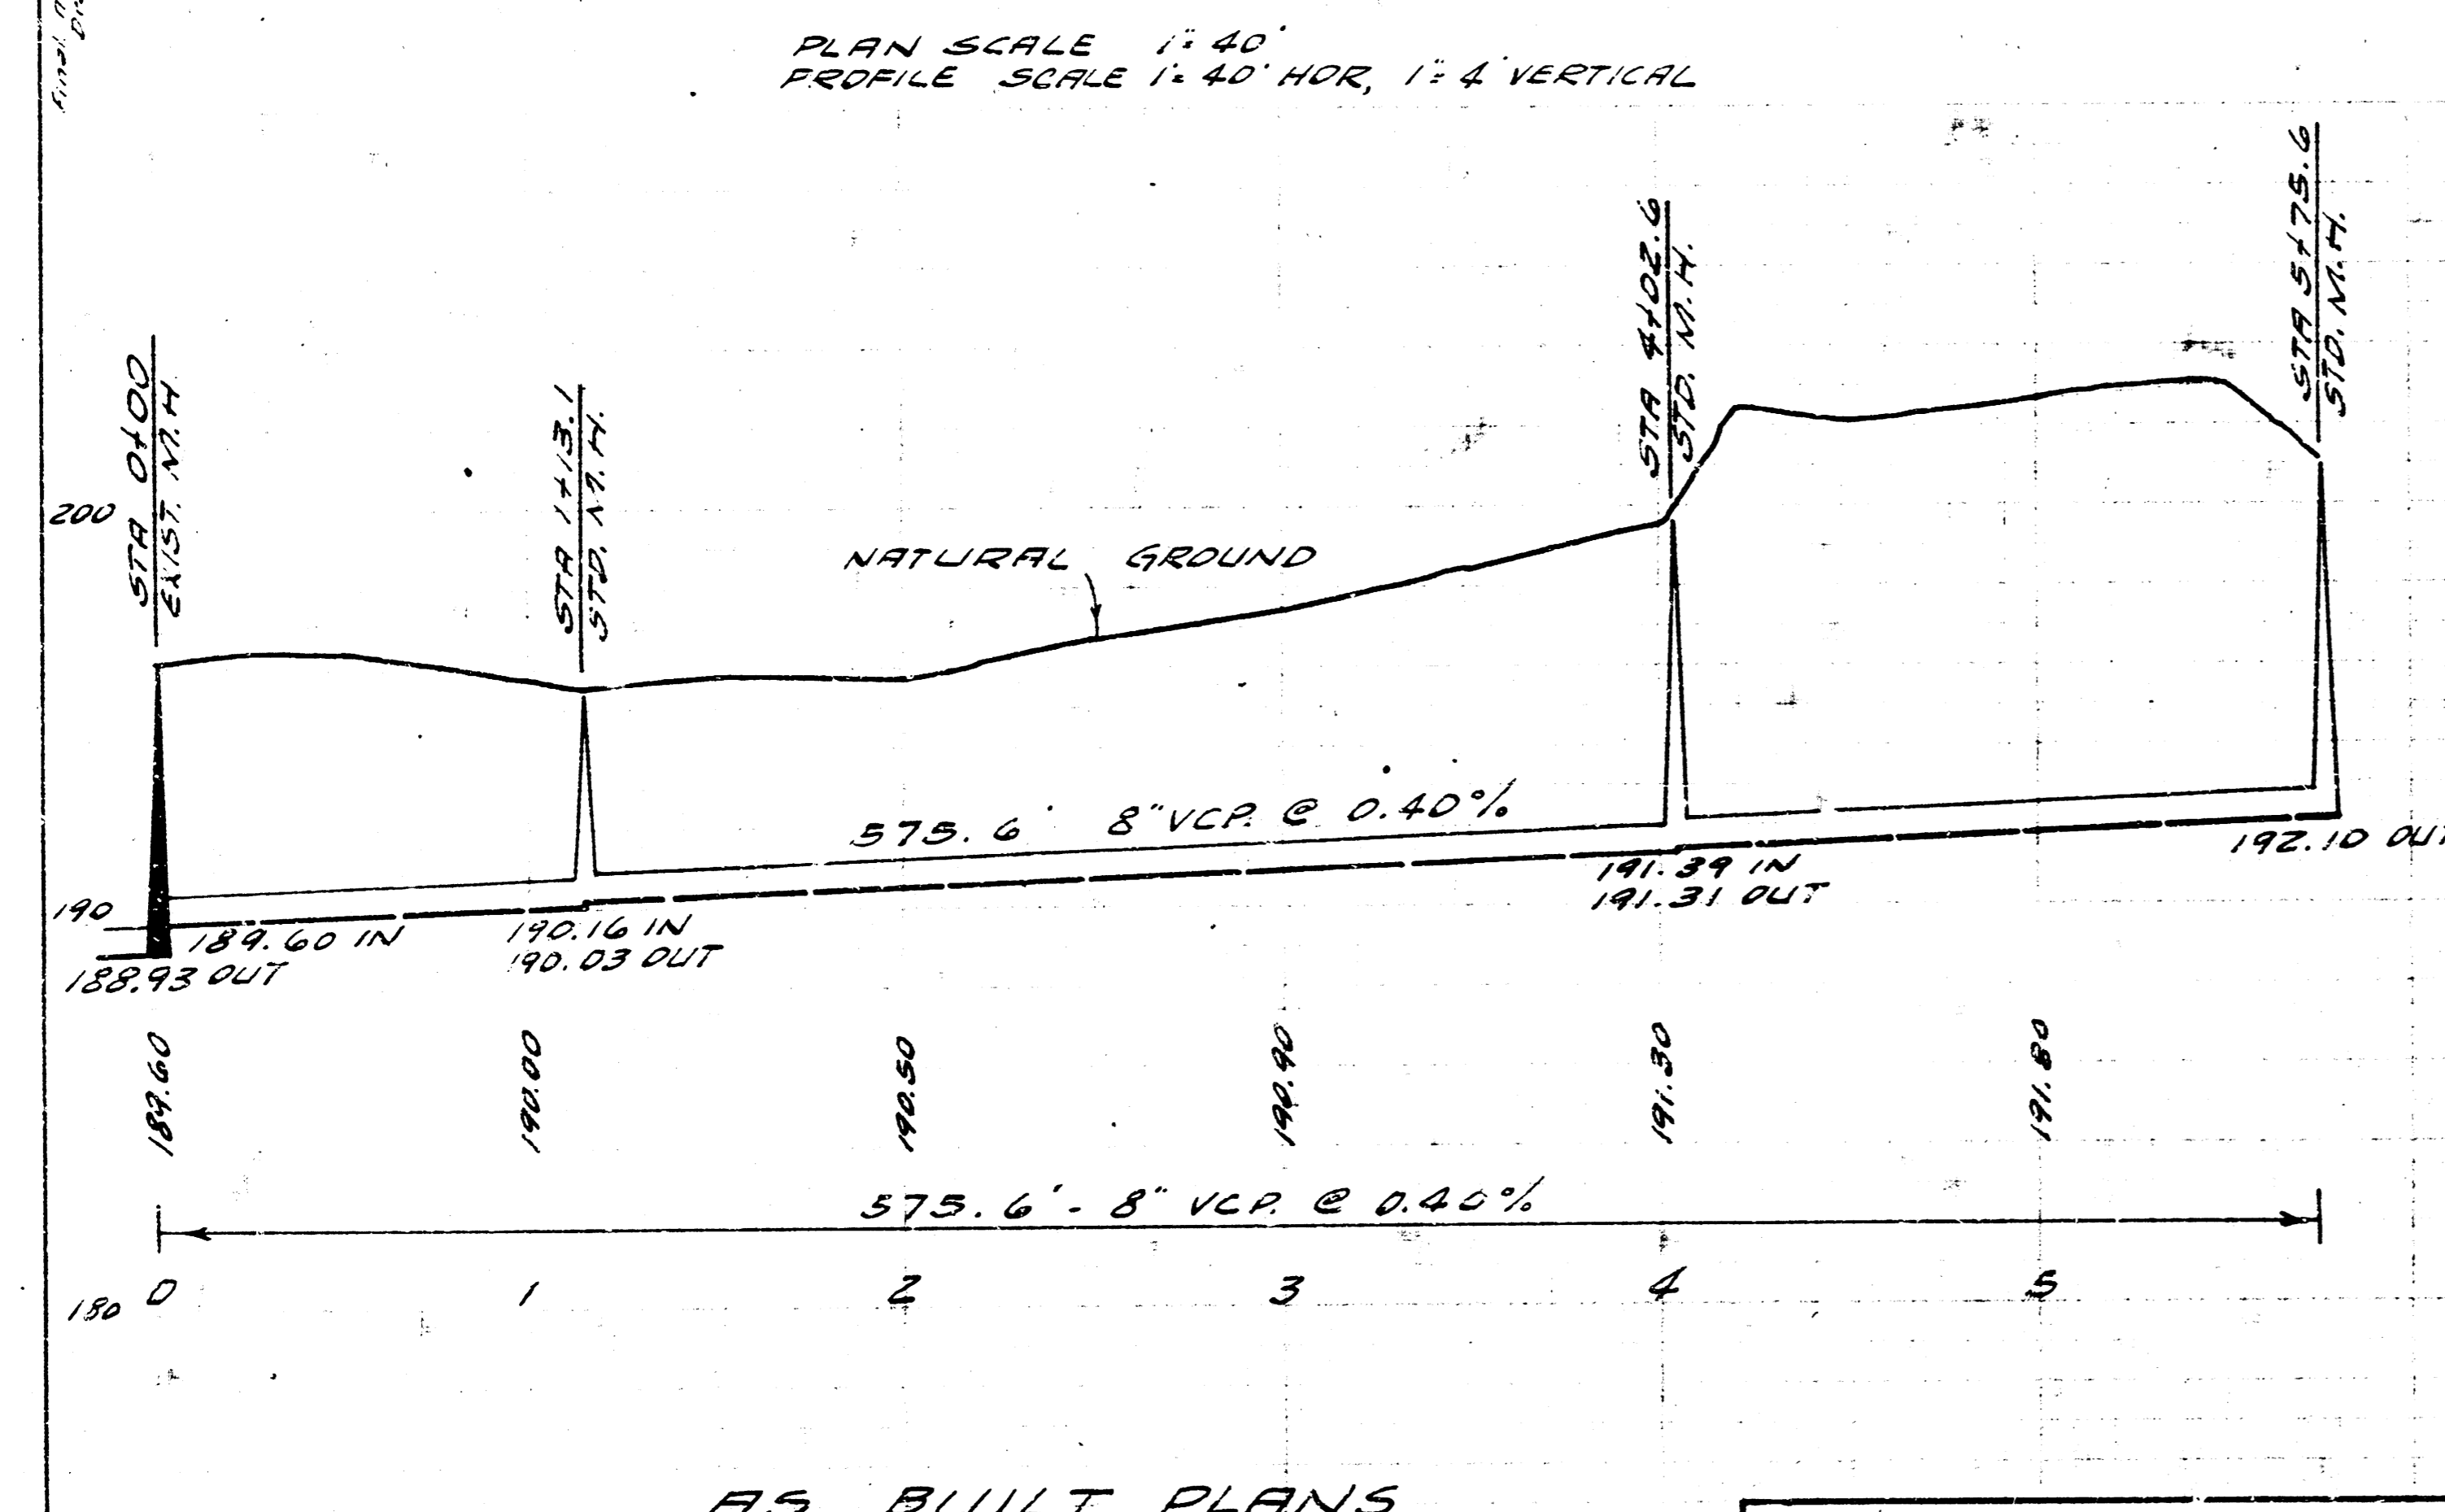 Final
PLAN SCALE 1"= 40'
PROFILE SCALE 1"= 40' HOR, 1"= 4' VERTICAL
STA 0+00
EXIST. M.H.
STA 1+13.1
STD. M.H.
STA 4+02.6
STD. M.H.
STA 5+75.6
STD. M.H.
200
NATURAL GROUND
575.6' 8" VCP. @ 0.40%
190
189.60 IN
188.93 OUT
190.16 IN
190.03 OUT
191.39 IN
191.31 OUT
192.10 OUT
189.60
190.00
190.50
190.90
191.30
191.80
575.6' - 8" VCP. @ 0.40%
180 0 1 2 3 4 5
AS BUILT PLANS